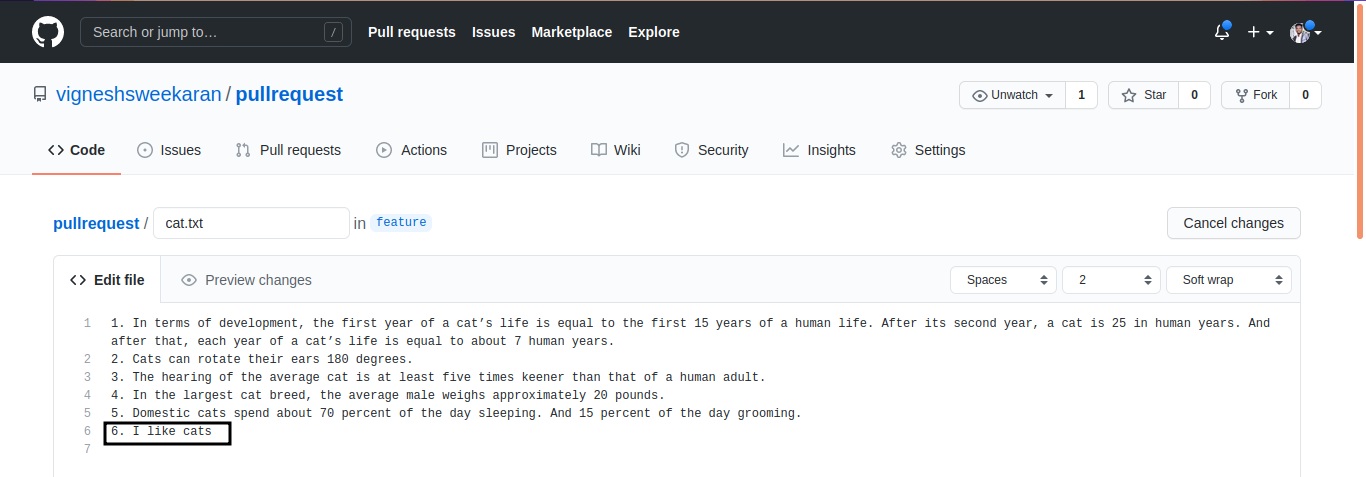 Search or jump to… /
Pull requests Issues Marketplace Explore
vigneshsweekaran / pullrequest
Unwatch 1 Star 0 Fork 0
Code Issues Pull requests Actions Projects Wiki Security Insights Settings
pullrequest / cat.txt in feature Cancel changes
Edit file Preview changes Spaces 2 Soft wrap
1 1. In terms of development, the first year of a cat’s life is equal to the first 15 years of a human life. After its second year, a cat is 25 in human years. And
after that, each year of a cat’s life is equal to about 7 human years.
2 2. Cats can rotate their ears 180 degrees.
3 3. The hearing of the average cat is at least five times keener than that of a human adult.
4 4. In the largest cat breed, the average male weighs approximately 20 pounds.
5 5. Domestic cats spend about 70 percent of the day sleeping. And 15 percent of the day grooming.
6 6. I like cats
7